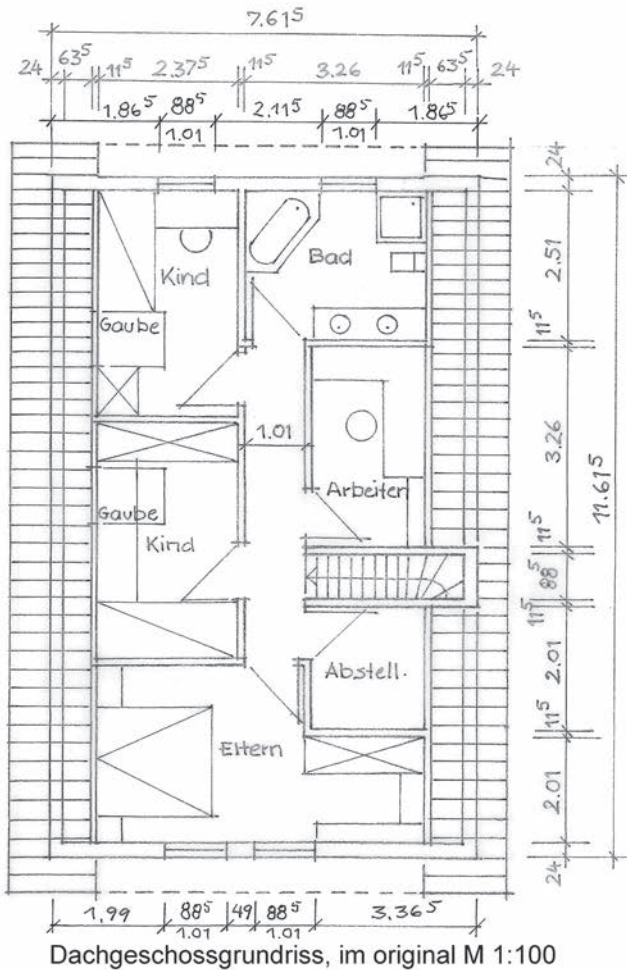 7.61⁵
24 63⁵ 11⁵ 2.37⁵ 11⁵ 3.26 11⁵ 63⁵ 24
1.86⁵ 88⁵ 2.11⁵ 88⁵ 1.86⁵
1.01 1.01
24
2.51
11⁵
3.26
11⁵
88⁵
11⁵
2.01
11⁵
2.01
24
11.61⁵
Kind
Bad
Gaube
1.01
Arbeiten
Gaube
Kind
Abstell.
Eltern
1,99 88⁵ 49 88⁵ 3.36⁵
1.01 1.01
Dachgeschossgrundriss, im original M 1:100